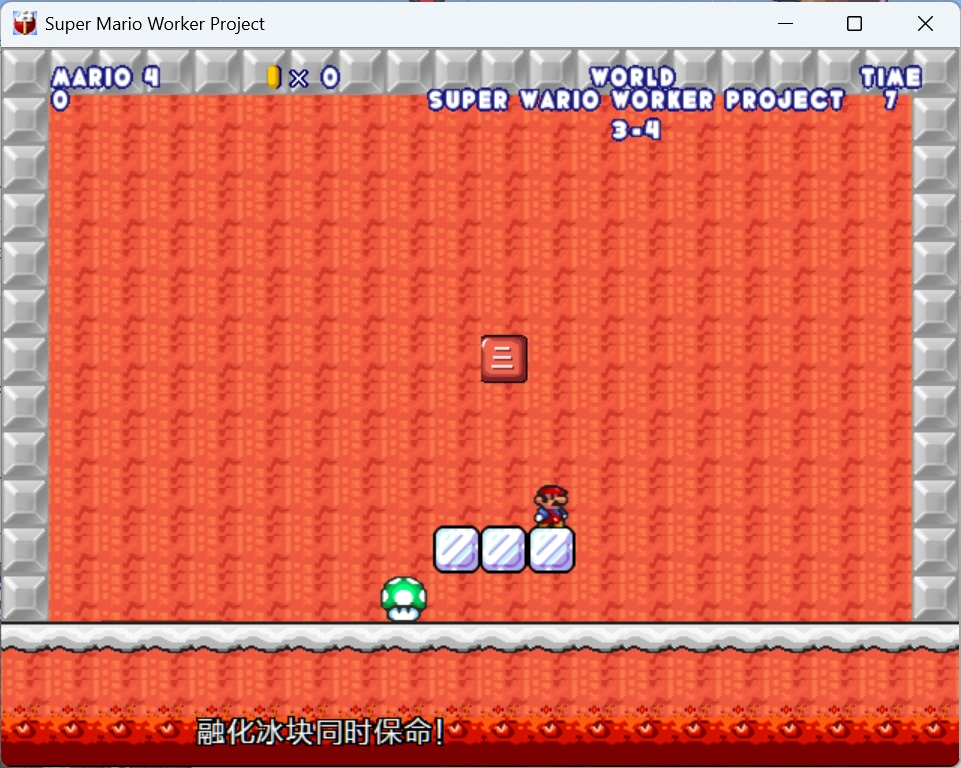 Super Mario Worker Project
MARIO 4 × 0 WORLD TIME
0 SUPER WARIO WORKER PROJECT 7
3-4
三
融化冰块同时保命!